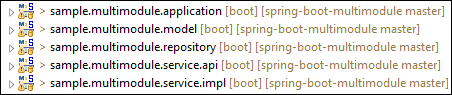 > sample.multimodule.application [boot] [spring-boot-multimodule master]
> sample.multimodule.model [boot] [spring-boot-multimodule master]
> sample.multimodule.repository [boot] [spring-boot-multimodule master]
> sample.multimodule.service.api [boot] [spring-boot-multimodule master]
> sample.multimodule.service.impl [boot] [spring-boot-multimodule master]